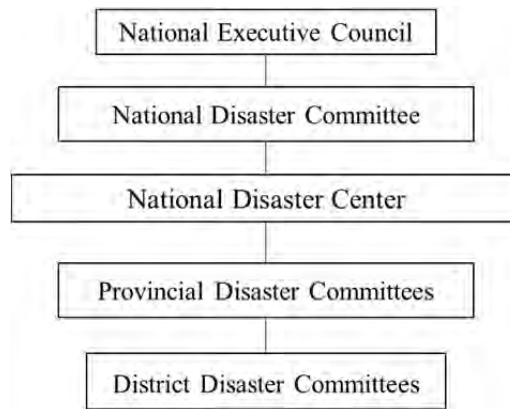 National Executive Council
National Disaster Committee
National Disaster Center
Provincial Disaster Committees
District Disaster Committees